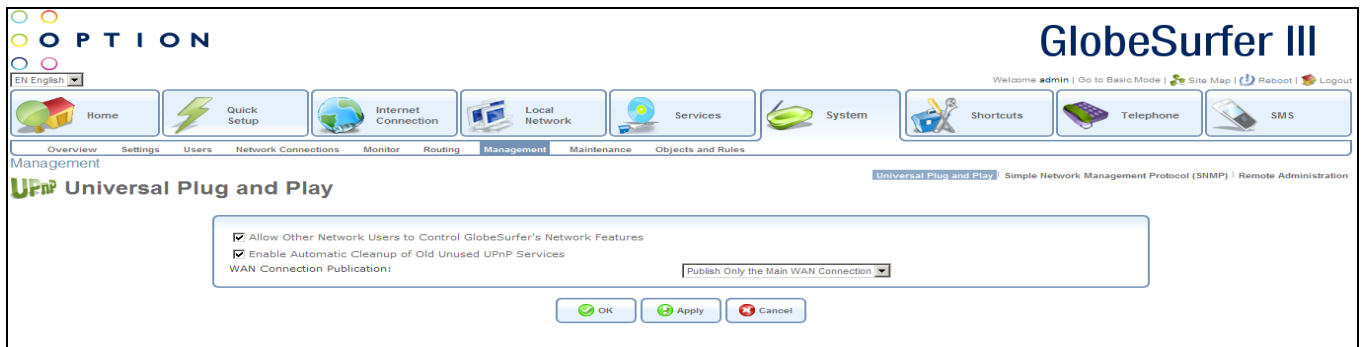 OPTION
GlobeSurfer III
EN English
Welcome admin | Go to Basic Mode | Site Map | Reboot | Logout
Home
Quick Setup
Internet Connection
Local Network
Services
System
Shortcuts
Telephone
SMS
Overview Settings Users Network Connections Monitor Routing Management Maintenance Objects and Rules
Management
Universal Plug and Play | Simple Network Management Protocol (SNMP) | Remote Administration
UPnP Universal Plug and Play
Allow Other Network Users to Control GlobeSurfer's Network Features
Enable Automatic Cleanup of Old Unused UPnP Services
WAN Connection Publication: Publish Only the Main WAN Connection
OK Apply Cancel